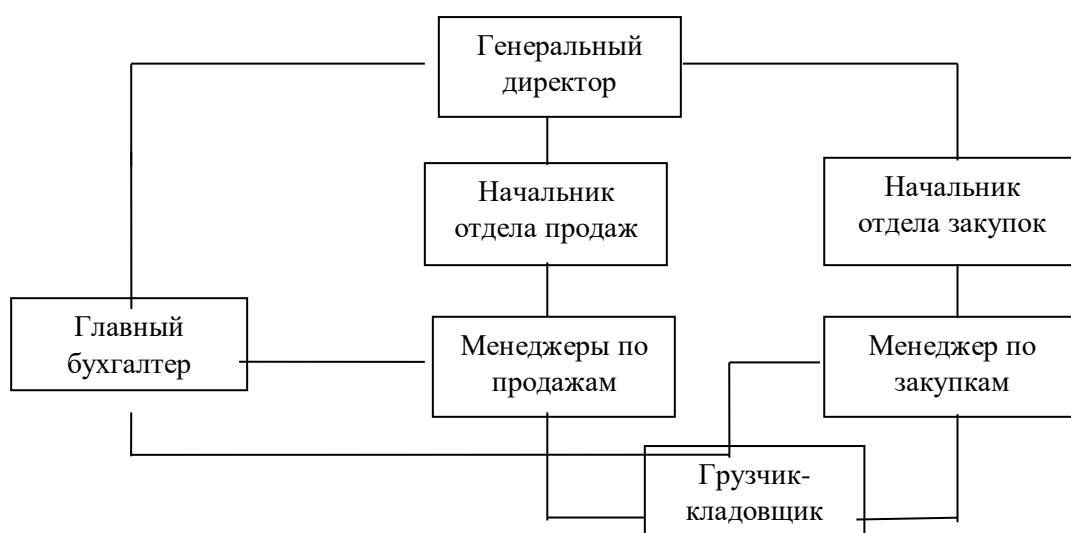 Генеральный
директор
Начальник
отдела продаж
Начальник
отдела закупок
Главный
бухгалтер
Менеджеры по
продажам
Менеджер по
закупкам
Грузчик-
кладовщик